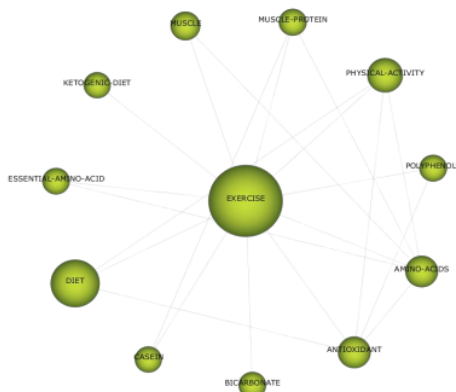 MUSCLE
MUSCLE-PROTEIN
PHYSICAL-ACTIVITY
KETOGENIC-DIET
POLYPHENOL
ESSENTIAL-AMINO-ACID
EXERCISE
AMINO-ACIDS
DIET
ANTIOXIDANT
CASEIN
BICARBONATE